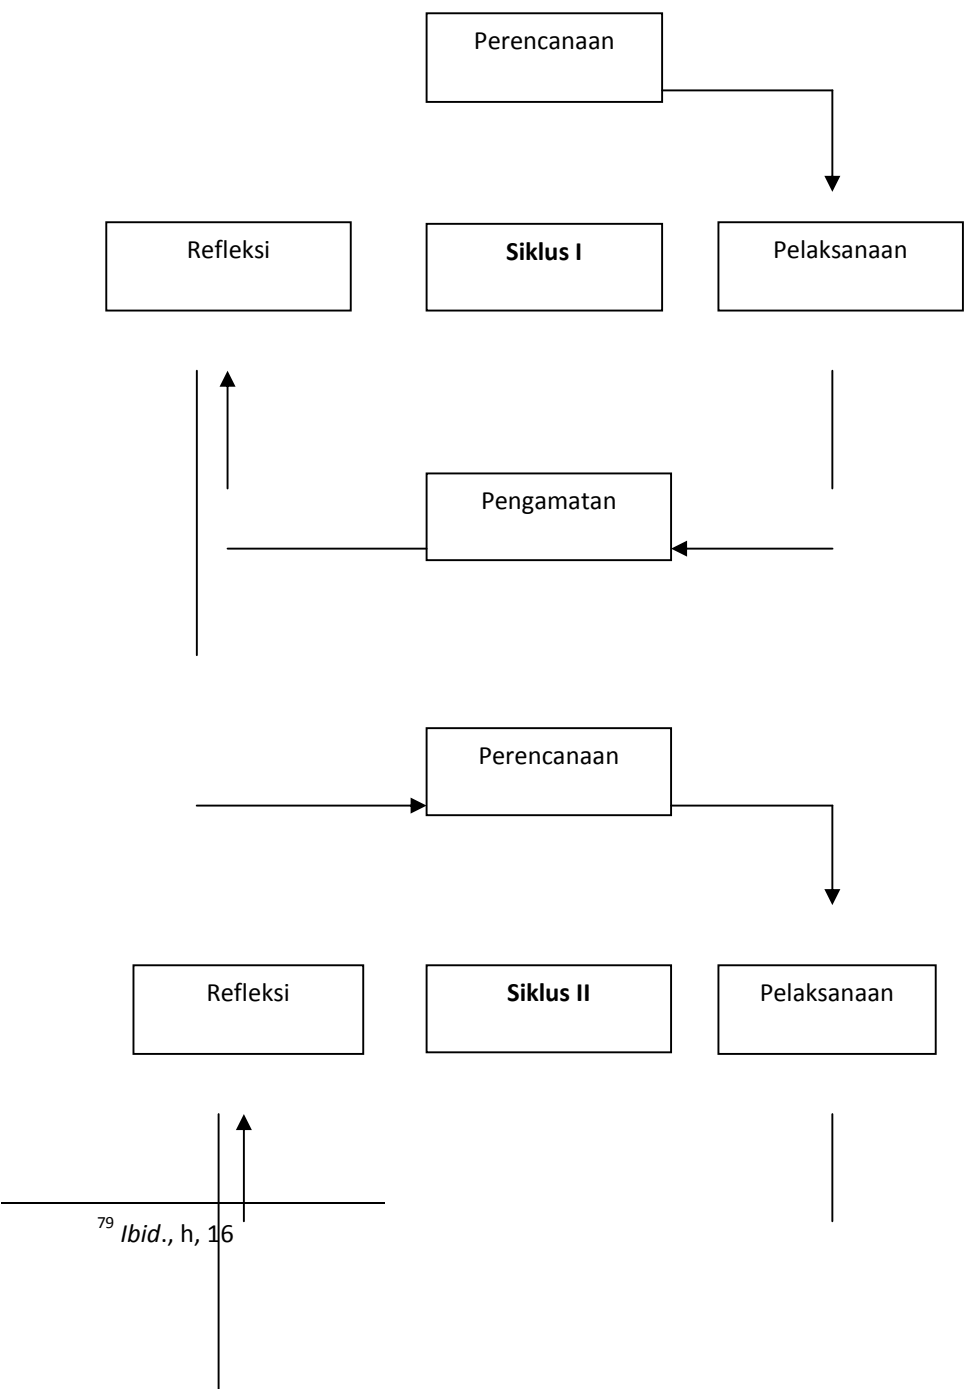 Perencanaan
Refleksi
Siklus I
Pelaksanaan
Pengamatan
Perencanaan
Refleksi
Siklus II
Pelaksanaan
79 Ibid., h, 16